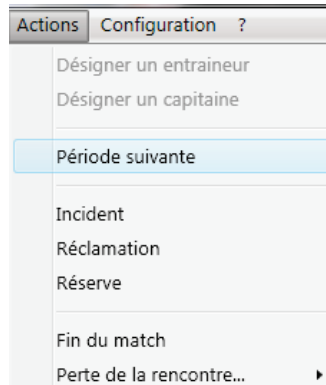 Actions Configuration ?
Désigner un entraineur
Désigner un capitaine
Période suivante
Incident
Réclamation
Réserve
Fin du match
Perte de la rencontre...